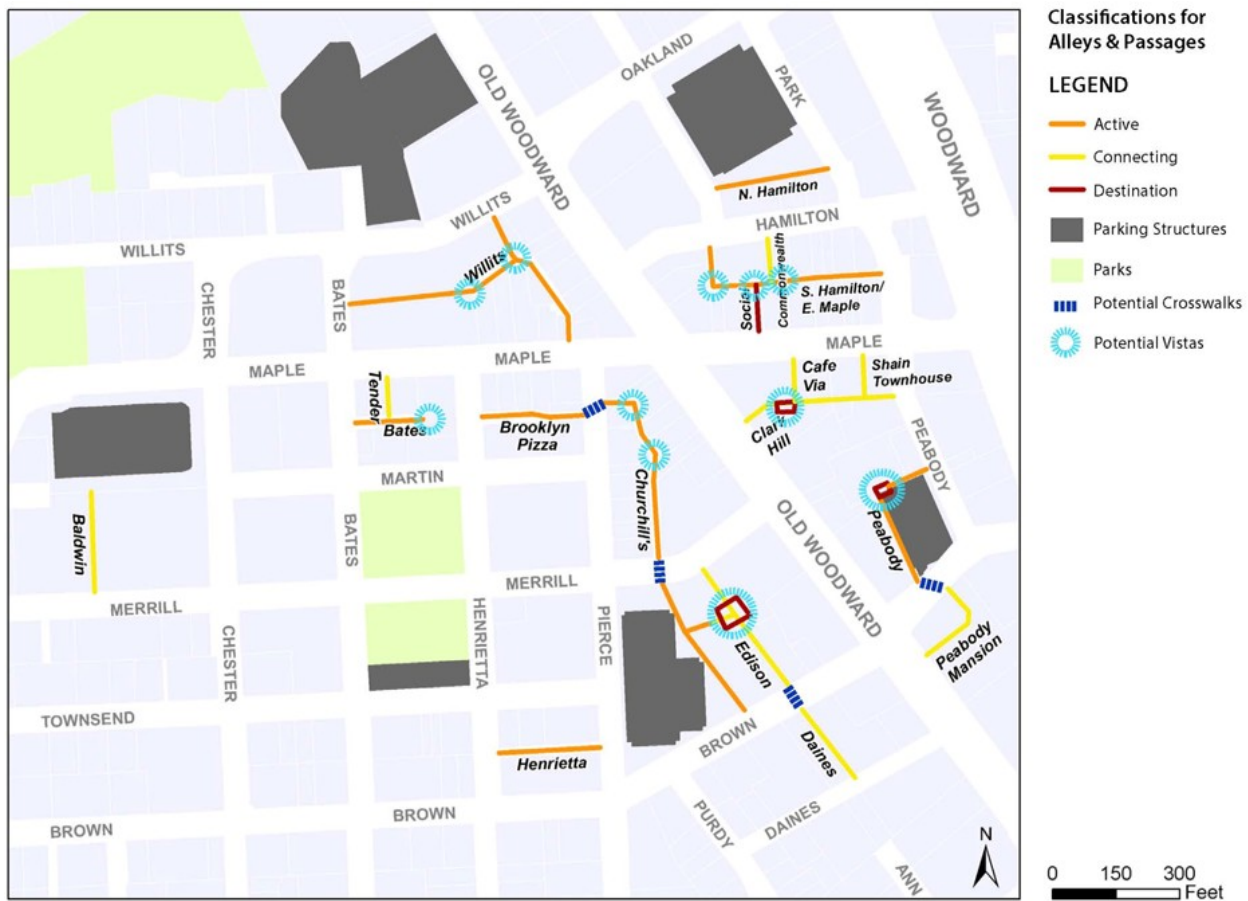 Classifications for
Alleys & Passages
LEGEND
Active
Connecting
Destination
Parking Structures
Parks
Potential Crosswalks
Potential Vistas
OLD WOODWARD
OAKLAND
PARK
WOODWARD
N. Hamilton
HAMILTON
WILLITS
WILLITS
Willits
CHESTER
BATES
Social
Commonwealth
S. Hamilton/
E. Maple
MAPLE
MAPLE
MAPLE
Tender
Bates
Brooklyn
Pizza
Cafe
Via
Shain
Townhouse
Clark
Hill
PEABODY
MARTIN
Churchill's
Baldwin
BATES
OLD WOODWARD
Peabody
MERRILL
MERRILL
HENRIETTA
PIERCE
CHESTER
Edison
Peabody
Mansion
TOWNSEND
BROWN
Daines
Henrietta
BROWN
BROWN
PURDY
DAINES
ANN
N
0 150 300
Feet